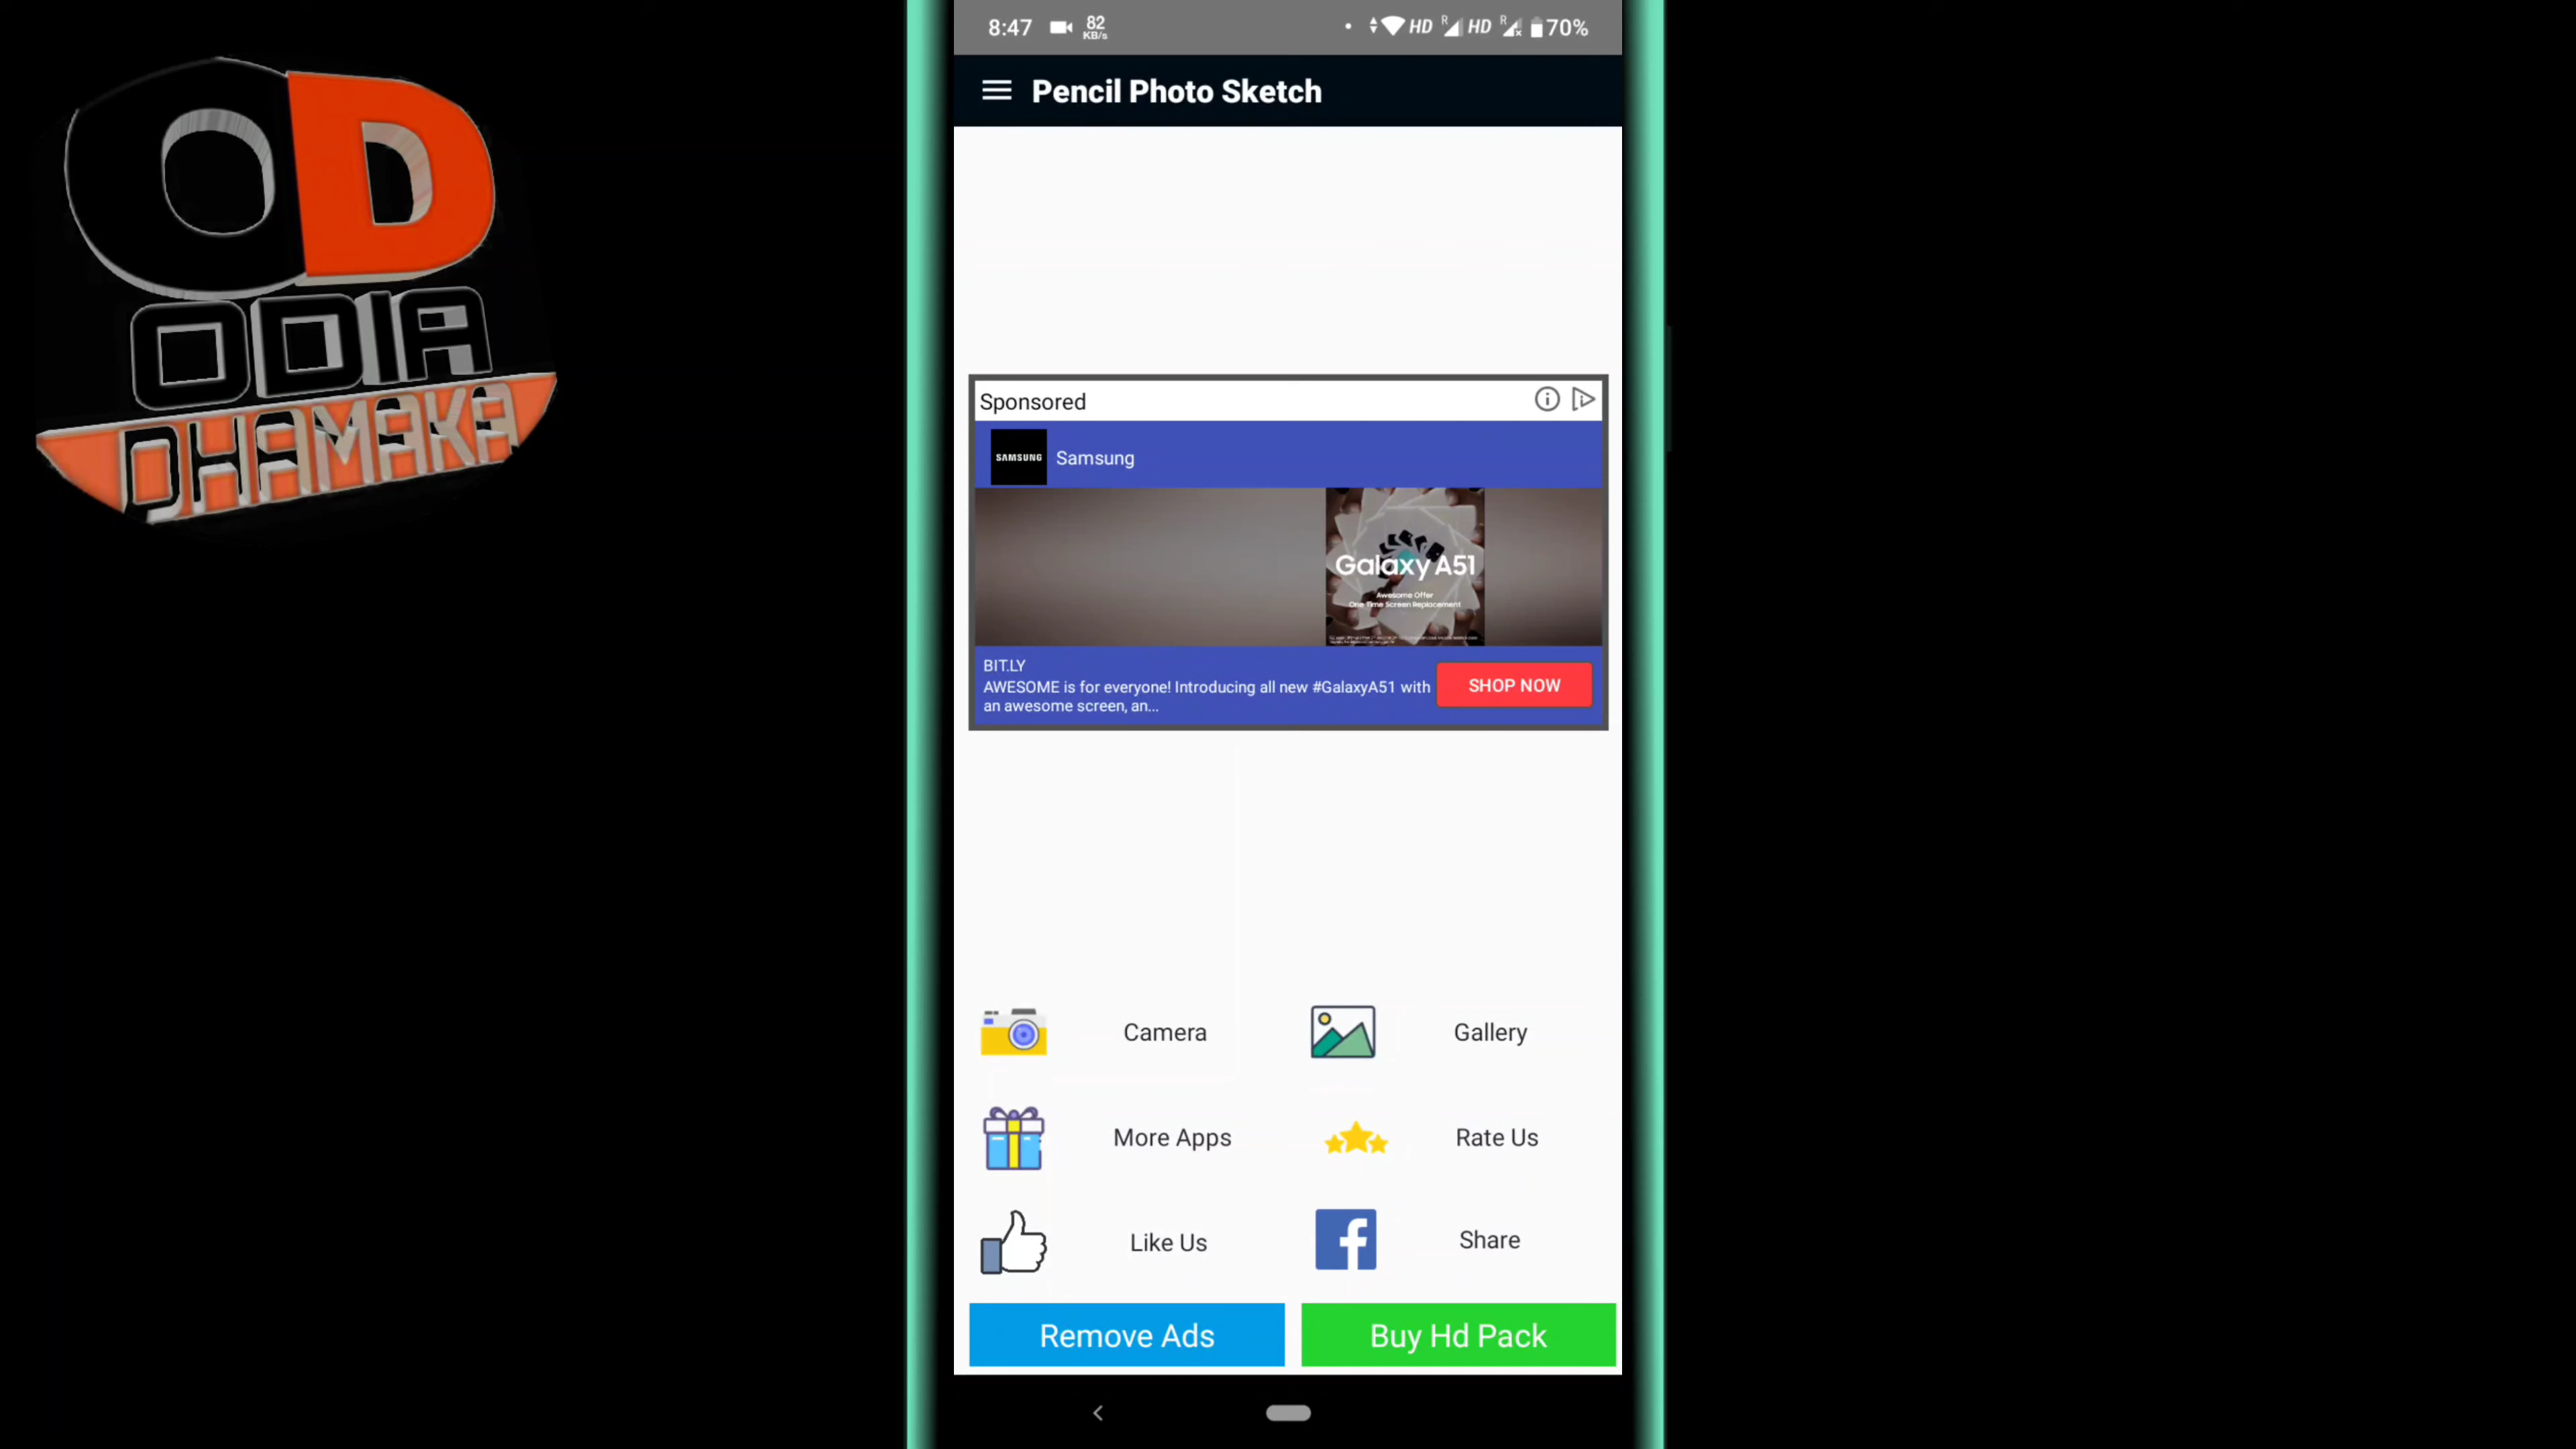 8:47 82 KB/s HD R HD R 70%
Pencil Photo Sketch
OD
ODIA
DHAMAKA
Sponsored
SAMSUNG Samsung
Galaxy A51
Awesome Offer
One Time Screen Replacement
BIT.LY
AWESOME is for everyone! Introducing all new #GalaxyA51 with
an awesome screen, an...
SHOP NOW
Camera
Gallery
More Apps
Rate Us
Like Us
Share
Remove Ads
Buy Hd Pack